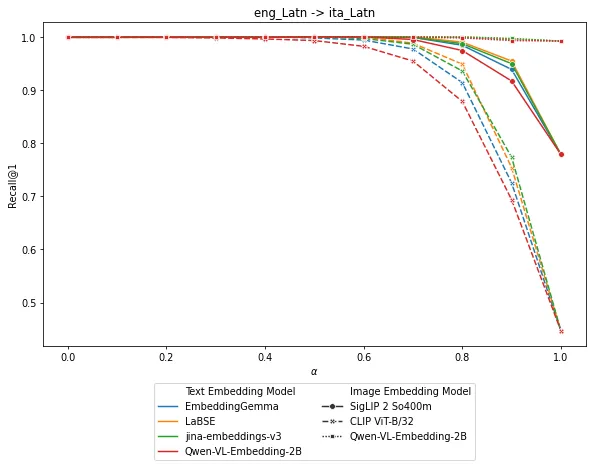 eng_Latn -> ita_Latn
1.0
0.9
0.8
0.7
0.6
0.5
Recall@1
0.0
0.2
0.4
0.6
0.8
1.0
α
Text Embedding Model
EmbeddingGemma
LaBSE
jina-embeddings-v3
Qwen-VL-Embedding-2B
Image Embedding Model
SigLIP 2 So400m
CLIP ViT-B/32
Qwen-VL-Embedding-2B